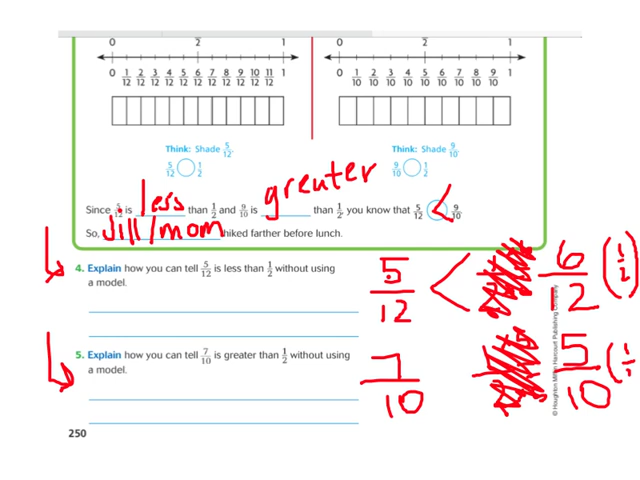 0 1/2 1
0 1/12 2/12 3/12 4/12 5/12 6/12 7/12 8/12 9/12 10/12 11/12 1
0 1/2 1
0 1/10 2/10 3/10 4/10 5/10 6/10 7/10 8/10 9/10 1
Think: Shade 5/12.
5/12 ○ 1/2
Think: Shade 9/10.
9/10 ○ 1/2
Since 5/12 is less than 1/2 and 9/10 is greater than 1/2, you know that 5/12 < 9/10
So, Jill/mom hiked farther before lunch.
4. Explain how you can tell 5/12 is less than 1/2 without using
a model.
5/12 < 6/12 (1/2)
5. Explain how you can tell 7/10 is greater than 1/2 without using
a model.
7/10 5/10
© Houghton Mifflin Harcourt Publishing Company
250